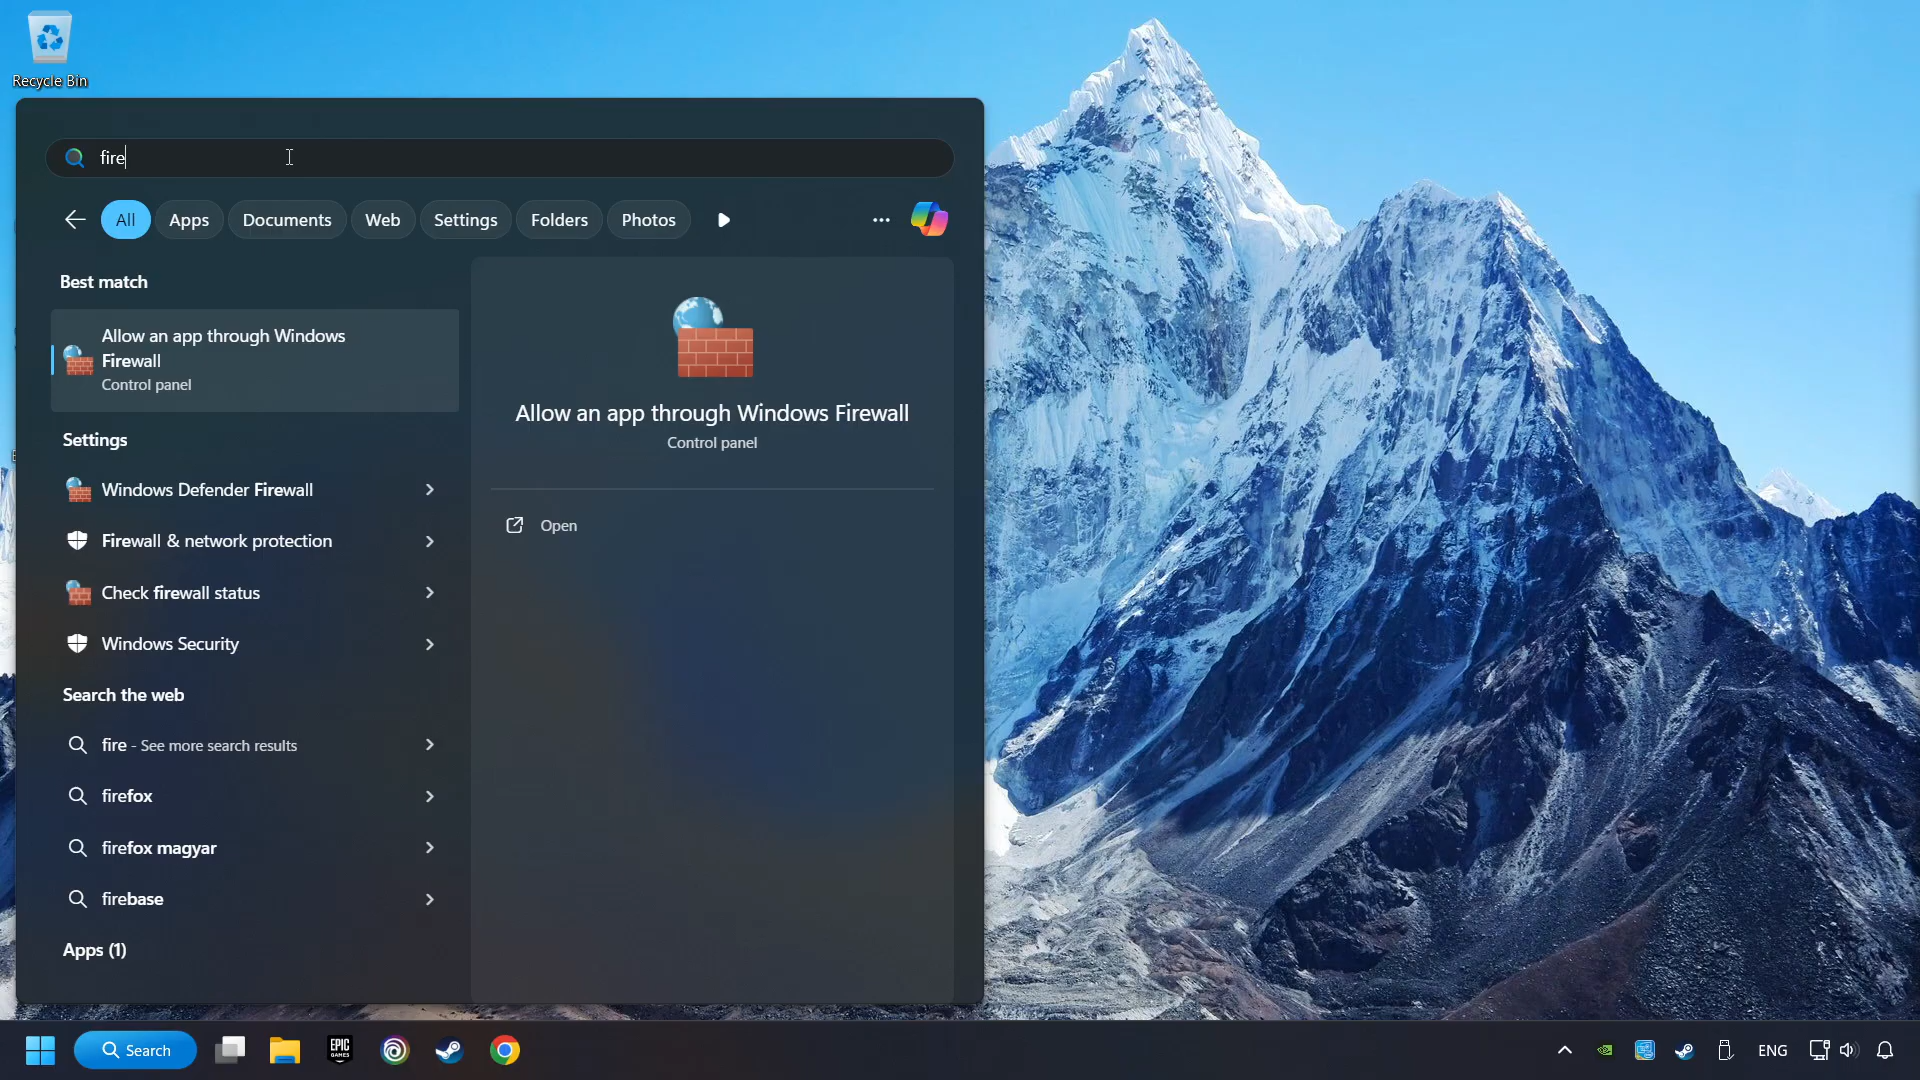 Recycle Bin
fire
All
Apps
Documents
Web
Settings
Folders
Photos
Best match
Allow an app through Windows
Firewall
Control panel
Settings
Windows Defender Firewall
Firewall & network protection
Check firewall status
Windows Security
Search the web
fire - See more search results
firefox
firefox magyar
firebase
Apps (1)
Allow an app through Windows Firewall
Control panel
Open
Search
EPIC
GAMES
ENG